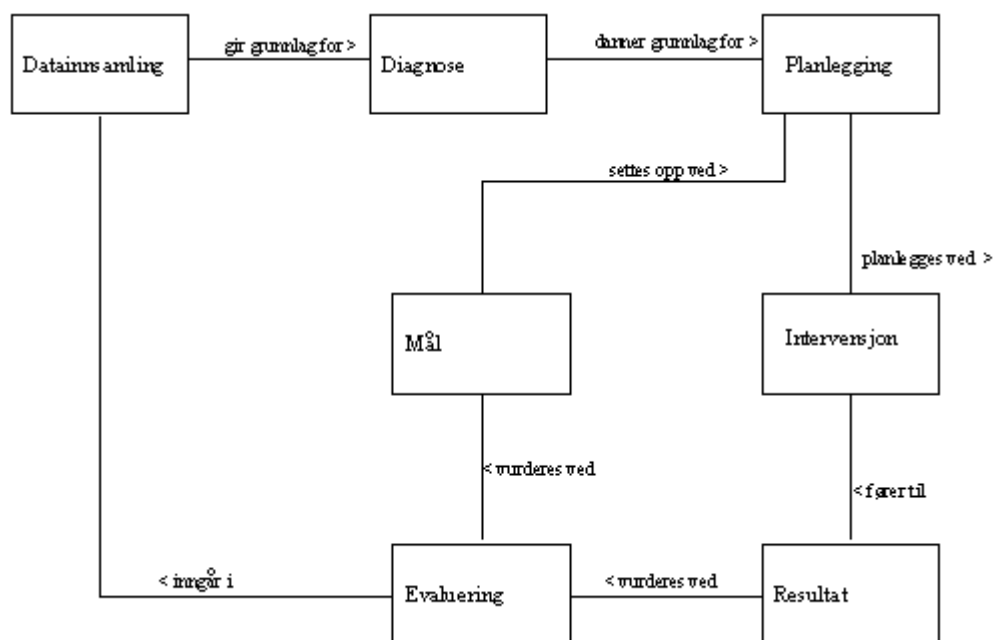 gir grunnlag for >
danner grunnlag for >
Datainnsamling
Diagnose
Planlegging
settes opp ved >
planlegges ved >
Mål
Intervensjon
< vurderes ved
< fører til
< inngår i
< vurderes ved
Evaluering
Resultat